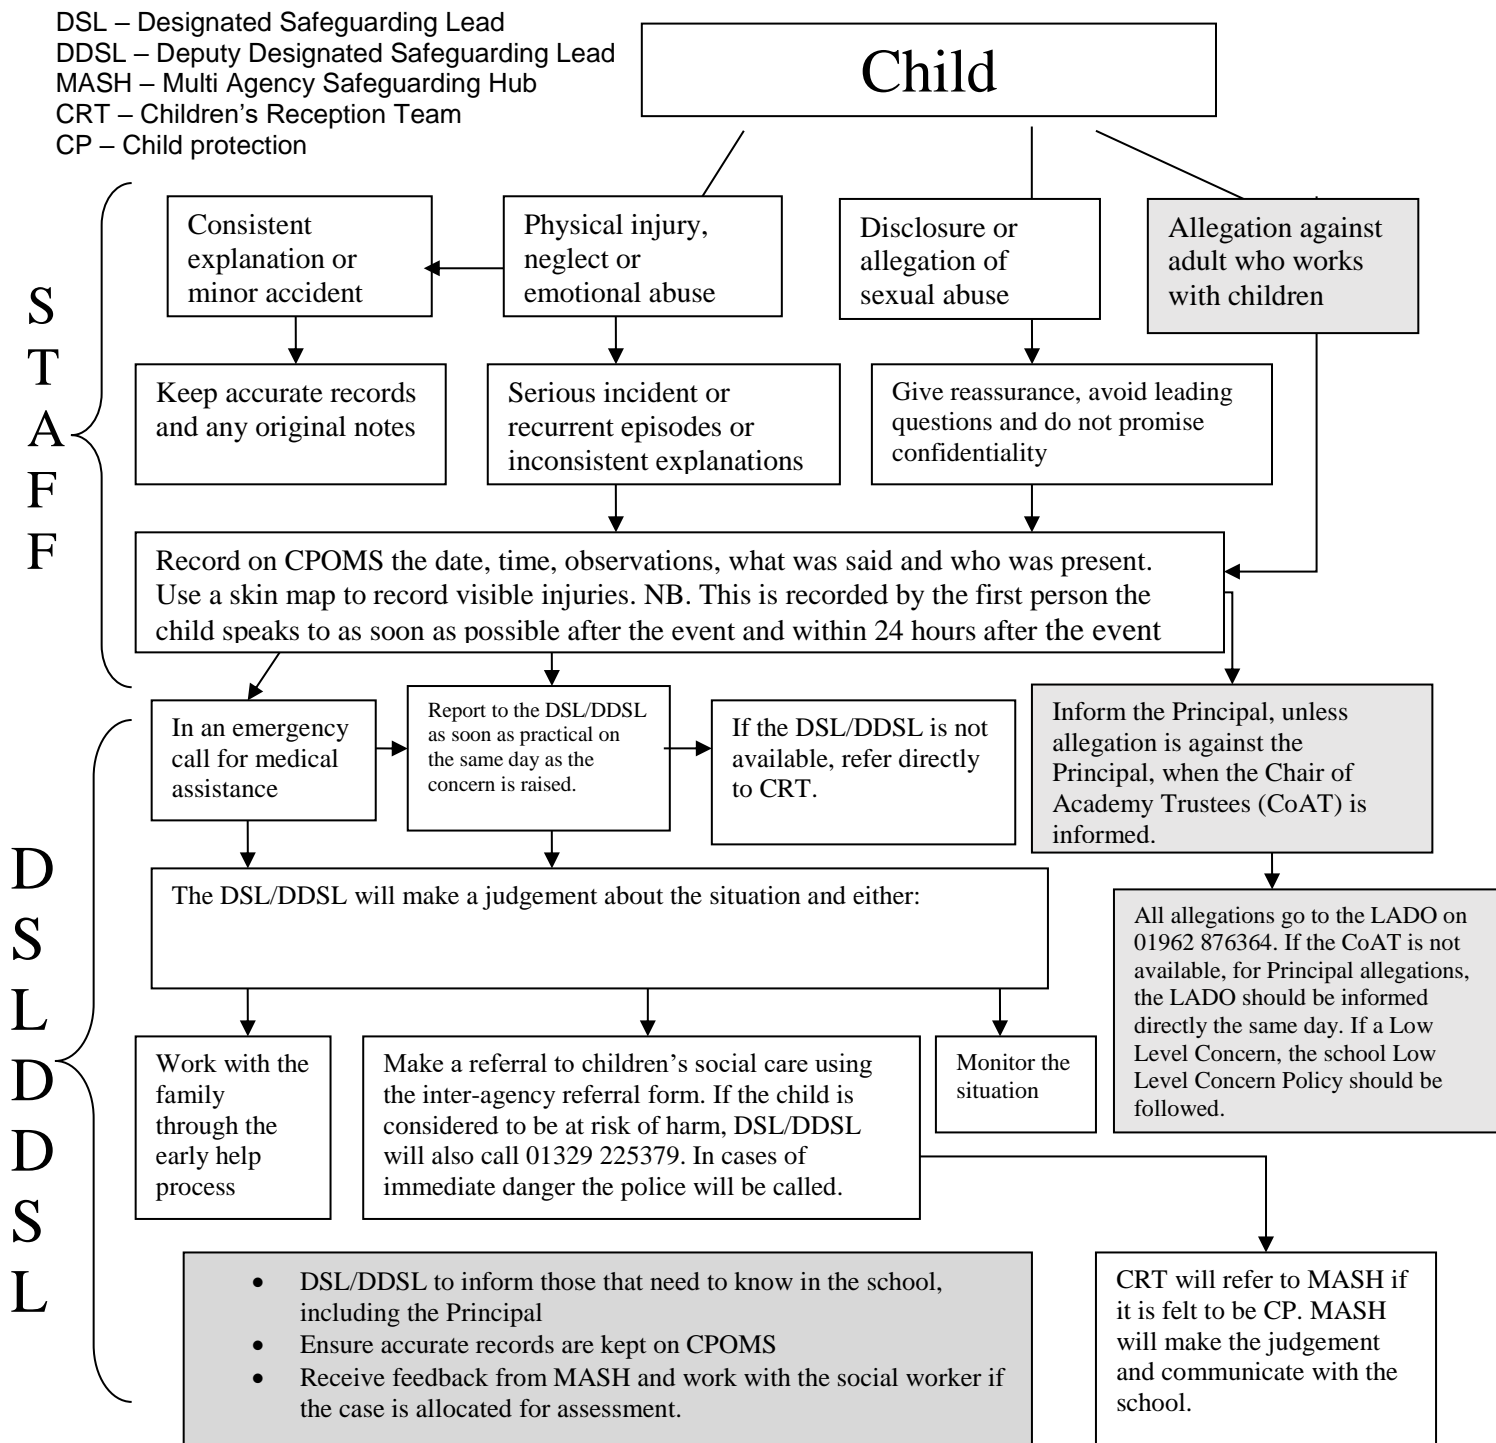 DSL – Designated Safeguarding Lead
DDSL – Deputy Designated Safeguarding Lead
MASH – Multi Agency Safeguarding Hub
CRT – Children's Reception Team
CP – Child protection
Child
S
T
A
F
F
Consistent
explanation or
minor accident
Physical injury,
neglect or
emotional abuse
Disclosure or
allegation of
sexual abuse
Allegation against
adult who works
with children
Keep accurate records
and any original notes
Serious incident or
recurrent episodes or
inconsistent explanations
Give reassurance, avoid leading
questions and do not promise
confidentiality
Record on CPOMS the date, time, observations, what was said and who was present.
Use a skin map to record visible injuries. NB. This is recorded by the first person the
child speaks to as soon as possible after the event and within 24 hours after the event
D
S
L
D
D
S
L
In an emergency
call for medical
assistance
Report to the DSL/DDSL
as soon as practical on
the same day as the
concern is raised.
If the DSL/DDSL is not
available, refer directly
to CRT.
Inform the Principal, unless
allegation is against the
Principal, when the Chair of
Academy Trustees (CoAT) is
informed.
The DSL/DDSL will make a judgement about the situation and either:
All allegations go to the LADO on
01962 876364. If the CoAT is not
available, for Principal allegations,
the LADO should be informed
directly the same day. If a Low
Level Concern, the school Low
Level Concern Policy should be
followed.
Work with the
family
through the
early help
process
Make a referral to children's social care using
the inter-agency referral form. If the child is
considered to be at risk of harm, DSL/DDSL
will also call 01329 225379. In cases of
immediate danger the police will be called.
Monitor the
situation
• DSL/DDSL to inform those that need to know in the school,
including the Principal
• Ensure accurate records are kept on CPOMS
• Receive feedback from MASH and work with the social worker if
the case is allocated for assessment.
CRT will refer to MASH if
it is felt to be CP. MASH
will make the judgement
and communicate with the
school.